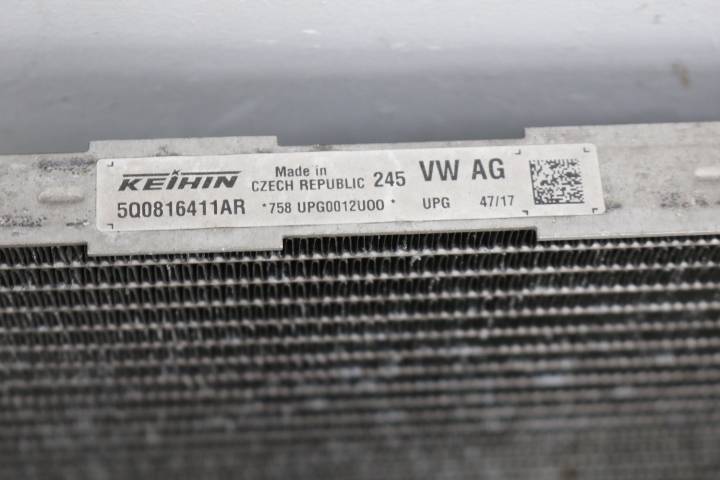 KEIHIN Made in CZECH REPUBLIC 245 VW AG
5Q0816411AR *758 UPG0012U00 * UPG 47/17